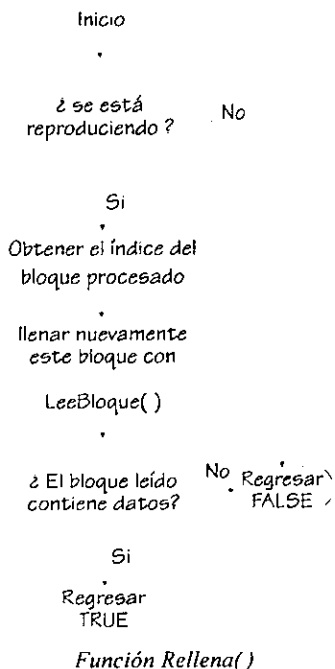 Inicio
¿ se está
reproduciendo ?
No
Si
Obtener el índice del
bloque procesado
llenar nuevamente
este bloque con
LeeBloque( )
¿ El bloque leído
contiene datos?
No
Regresar
FALSE
Si
Regresar
TRUE
Función Rellena( )